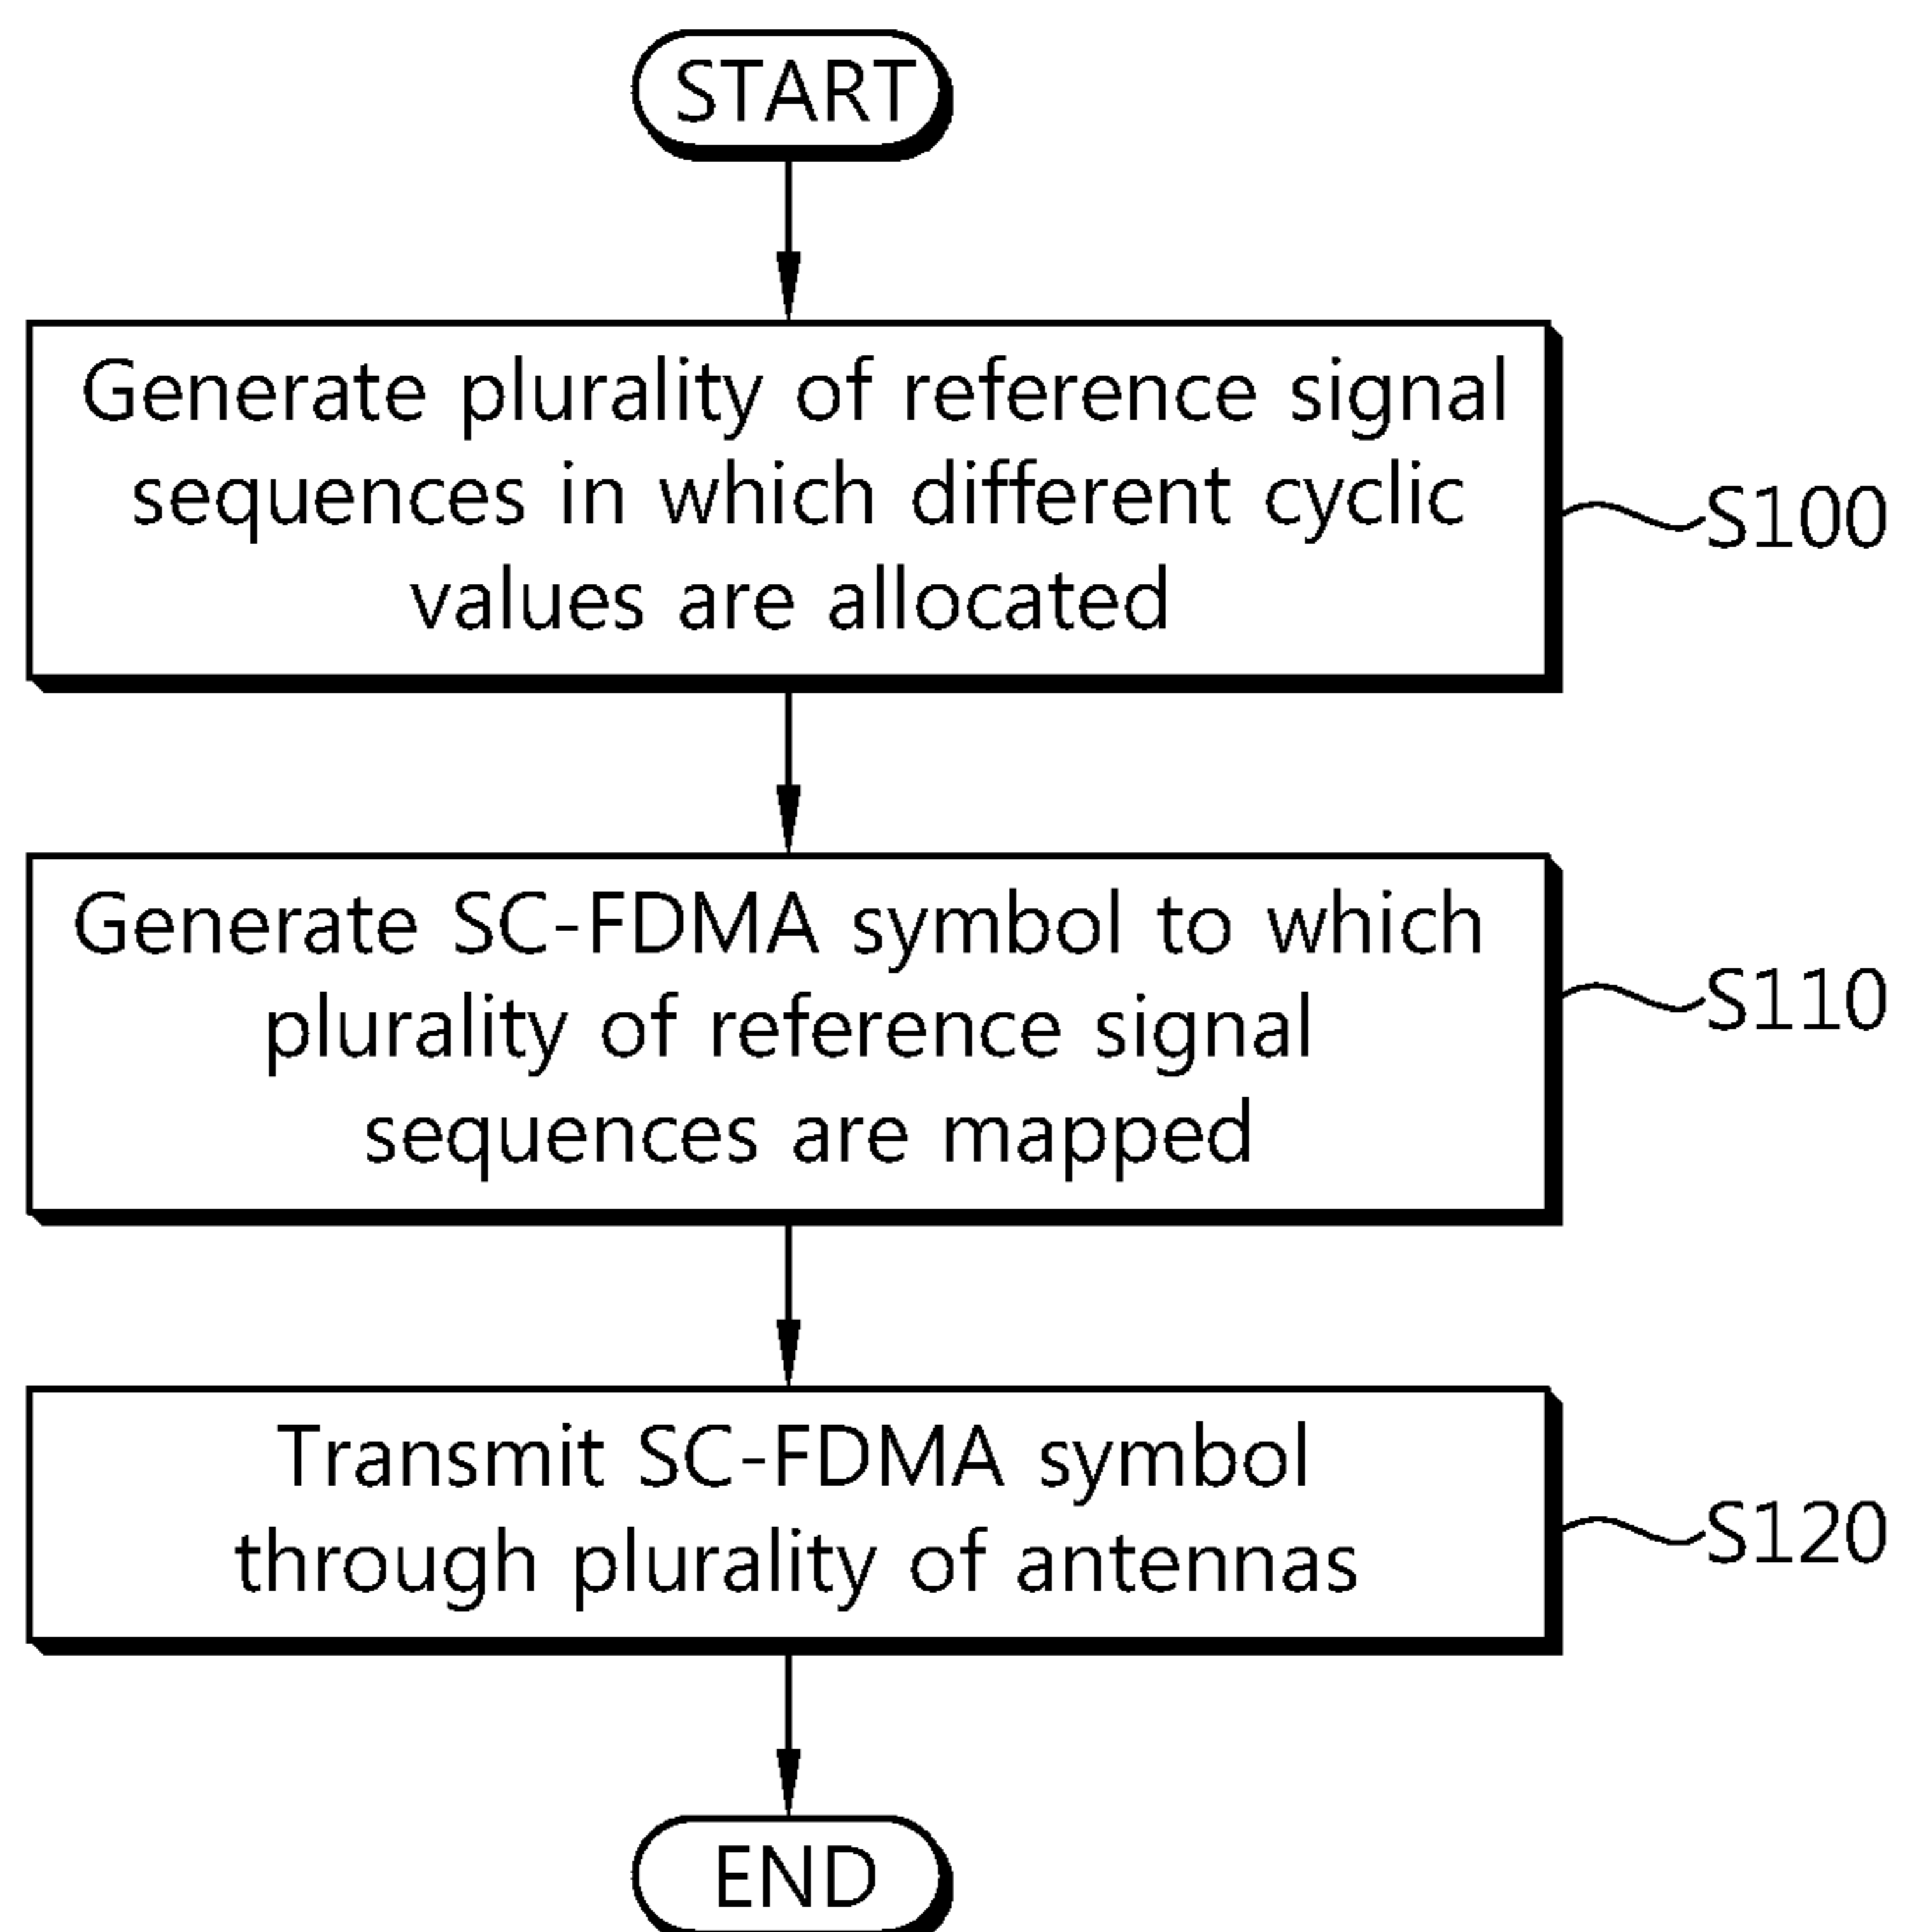 START
Generate plurality of reference signal
sequences in which different cyclic
values are allocated
S100
Generate SC-FDMA symbol to which
plurality of reference signal
sequences are mapped
S110
Transmit SC-FDMA symbol
through plurality of antennas
S120
END